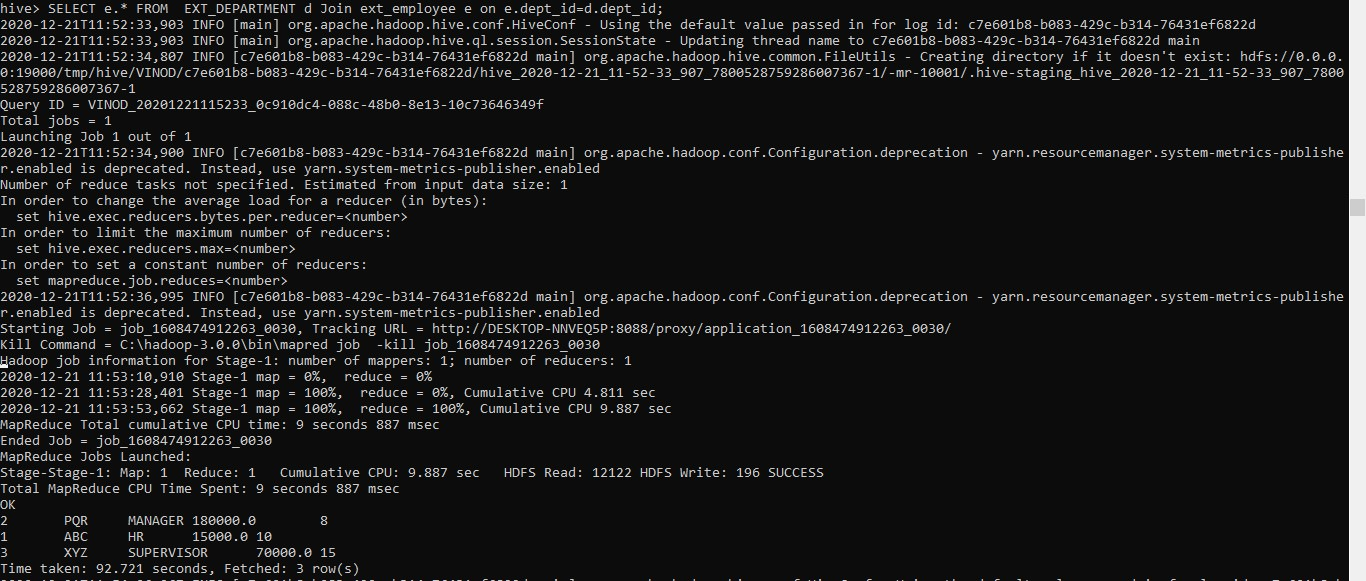 hive> SELECT e.* FROM  EXT_DEPARTMENT d Join ext_employee e on e.dept_id=d.dept_id;
2020-12-21T11:52:33,903 INFO [main] org.apache.hadoop.hive.conf.HiveConf - Using the default value passed in for log id: c7e601b8-b083-429c-b314-76431ef6822d
2020-12-21T11:52:33,903 INFO [main] org.apache.hadoop.hive.ql.session.SessionState - Updating thread name to c7e601b8-b083-429c-b314-76431ef6822d main
2020-12-21T11:52:34,807 INFO [c7e601b8-b083-429c-b314-76431ef6822d main] org.apache.hadoop.hive.common.FileUtils - Creating directory if it doesn't exist: hdfs://0.0.0.
0:19000/tmp/hive/VINOD/c7e601b8-b083-429c-b314-76431ef6822d/hive_2020-12-21_11-52-33_907_7800528759286007367-1/-mr-10001/.hive-staging_hive_2020-12-21_11-52-33_907_7800
528759286007367-1
Query ID = VINOD_20201221115233_0c910dc4-088c-48b0-8e13-10c73646349f
Total jobs = 1
Launching Job 1 out of 1
2020-12-21T11:52:34,900 INFO [c7e601b8-b083-429c-b314-76431ef6822d main] org.apache.hadoop.conf.Configuration.deprecation - yarn.resourcemanager.system-metrics-publishe
r.enabled is deprecated. Instead, use yarn.system-metrics-publisher.enabled
Number of reduce tasks not specified. Estimated from input data size: 1
In order to change the average load for a reducer (in bytes):
  set hive.exec.reducers.bytes.per.reducer=<number>
In order to limit the maximum number of reducers:
  set hive.exec.reducers.max=<number>
In order to set a constant number of reducers:
  set mapreduce.job.reduces=<number>
2020-12-21T11:52:36,995 INFO [c7e601b8-b083-429c-b314-76431ef6822d main] org.apache.hadoop.conf.Configuration.deprecation - yarn.resourcemanager.system-metrics-publishe
r.enabled is deprecated. Instead, use yarn.system-metrics-publisher.enabled
Starting Job = job_1608474912263_0030, Tracking URL = http://DESKTOP-NNVEQ5P:8088/proxy/application_1608474912263_0030/
Kill Command = C:\hadoop-3.0.0\bin\mapred job  -kill job_1608474912263_0030
Hadoop job information for Stage-1: number of mappers: 1; number of reducers: 1
2020-12-21 11:53:10,910 Stage-1 map = 0%,  reduce = 0%
2020-12-21 11:53:28,401 Stage-1 map = 100%,  reduce = 0%, Cumulative CPU 4.811 sec
2020-12-21 11:53:53,662 Stage-1 map = 100%,  reduce = 100%, Cumulative CPU 9.887 sec
MapReduce Total cumulative CPU time: 9 seconds 887 msec
Ended Job = job_1608474912263_0030
MapReduce Jobs Launched:
Stage-Stage-1: Map: 1  Reduce: 1   Cumulative CPU: 9.887 sec   HDFS Read: 12122 HDFS Write: 196 SUCCESS
Total MapReduce CPU Time Spent: 9 seconds 887 msec
OK
2       PQR     MANAGER 180000.0        8
1       ABC     HR      15000.0 10
3       XYZ     SUPERVISOR      70000.0 15
Time taken: 92.721 seconds, Fetched: 3 row(s)